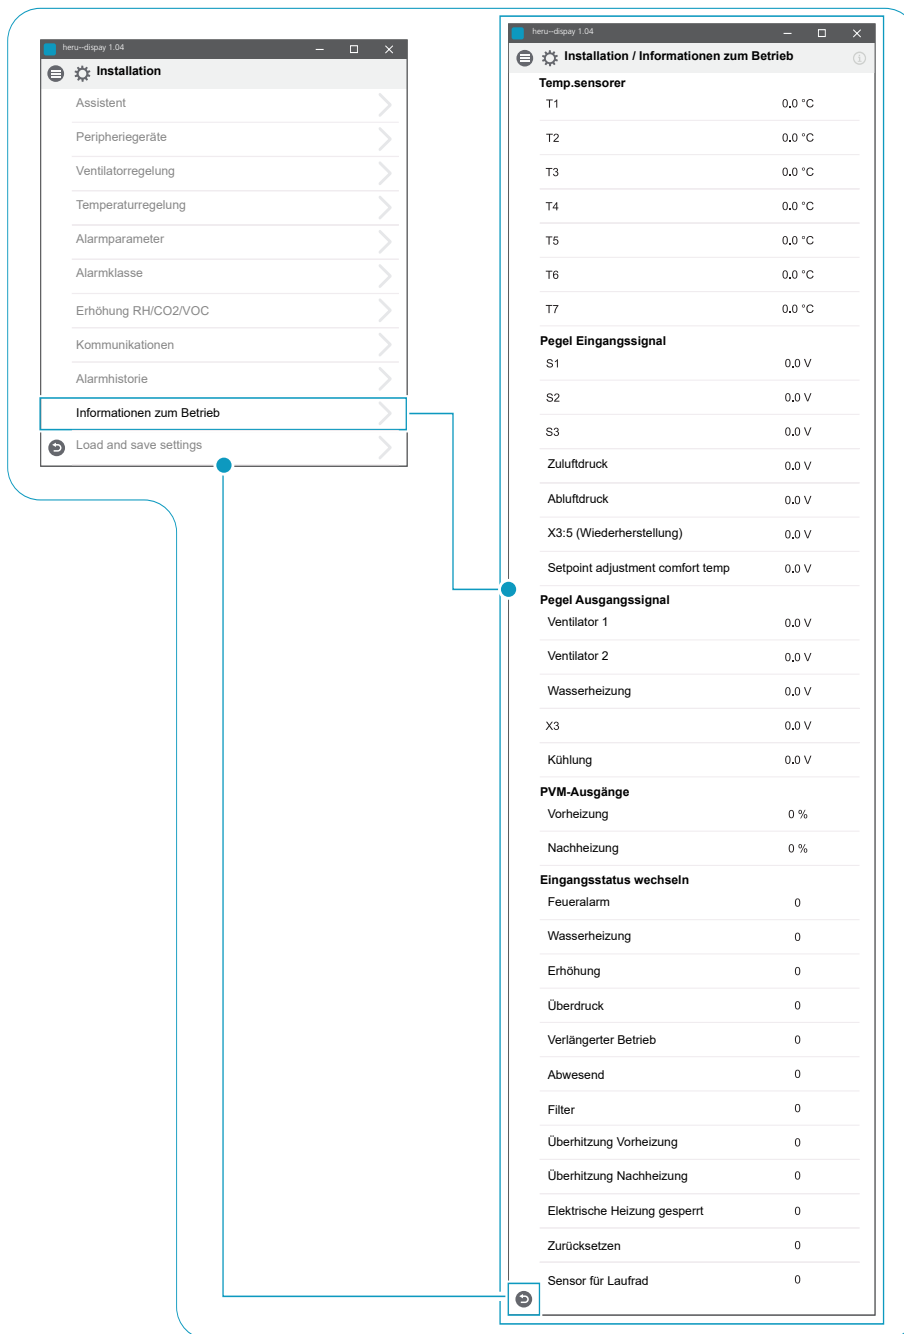 heru--dispay 1.04
Installation
Assistent
Peripheriegeräte
Ventilatorregelung
Temperaturregelung
Alarmparameter
Alarmklasse
Erhöhung RH/CO2/VOC
Kommunikationen
Alarmhistorie
Informationen zum Betrieb
Load and save settings
heru--dispay 1.04
Installation / Informationen zum Betrieb
Temp.sensorer
T1 0.0 °C
T2 0.0 °C
T3 0.0 °C
T4 0.0 °C
T5 0.0 °C
T6 0.0 °C
T7 0.0 °C
Pegel Eingangssignal
S1 0.0 V
S2 0.0 V
S3 0.0 V
Zuluftdruck 0.0 V
Abluftdruck 0.0 V
X3:5 (Wiederherstellung) 0.0 V
Setpoint adjustment comfort temp 0.0 V
Pegel Ausgangssignal
Ventilator 1 0.0 V
Ventilator 2 0.0 V
Wasserheizung 0.0 V
X3 0.0 V
Kühlung 0.0 V
PVM-Ausgänge
Vorheizung 0 %
Nachheizung 0 %
Eingangsstatus wechseln
Feueralarm 0
Wasserheizung 0
Erhöhung 0
Überdruck 0
Verlängerter Betrieb 0
Abwesend 0
Filter 0
Überhitzung Vorheizung 0
Überhitzung Nachheizung 0
Elektrische Heizung gesperrt 0
Zurücksetzen 0
Sensor für Laufrad 0